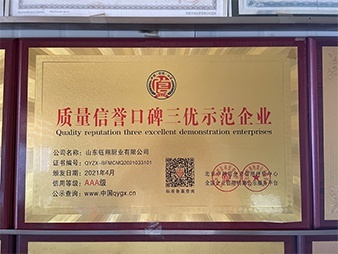 质量信誉口碑三优示范企业
Quality reputation three excellent demonstration enterprises
公司名称：山东钰翔厨业有限公司
证书编号：QYZX-BFMCNIQ2021033101
颁发日期：2021年4月
信用等级：AAA级
公示查询：www.中国qygx.cn